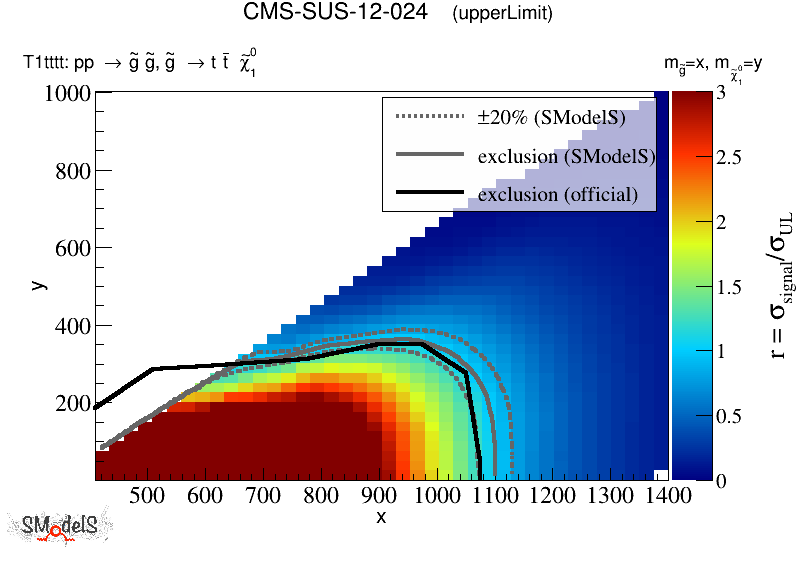 CMS-SUS-12-024 (upperLimit)
T1tttt: pp → g̃ g̃, g̃ → t t̄ χ̃₁⁰
m_g̃=x, m_χ̃₁⁰=y
±20% (SModelS)
exclusion (SModelS)
exclusion (official)
1000
800
600
400
200
y
500 600 700 800 900 1000 1100 1200 1300 1400
x
3
2.5
2
1.5
1
0.5
0
r = σ_signal/σ_UL
SModelS